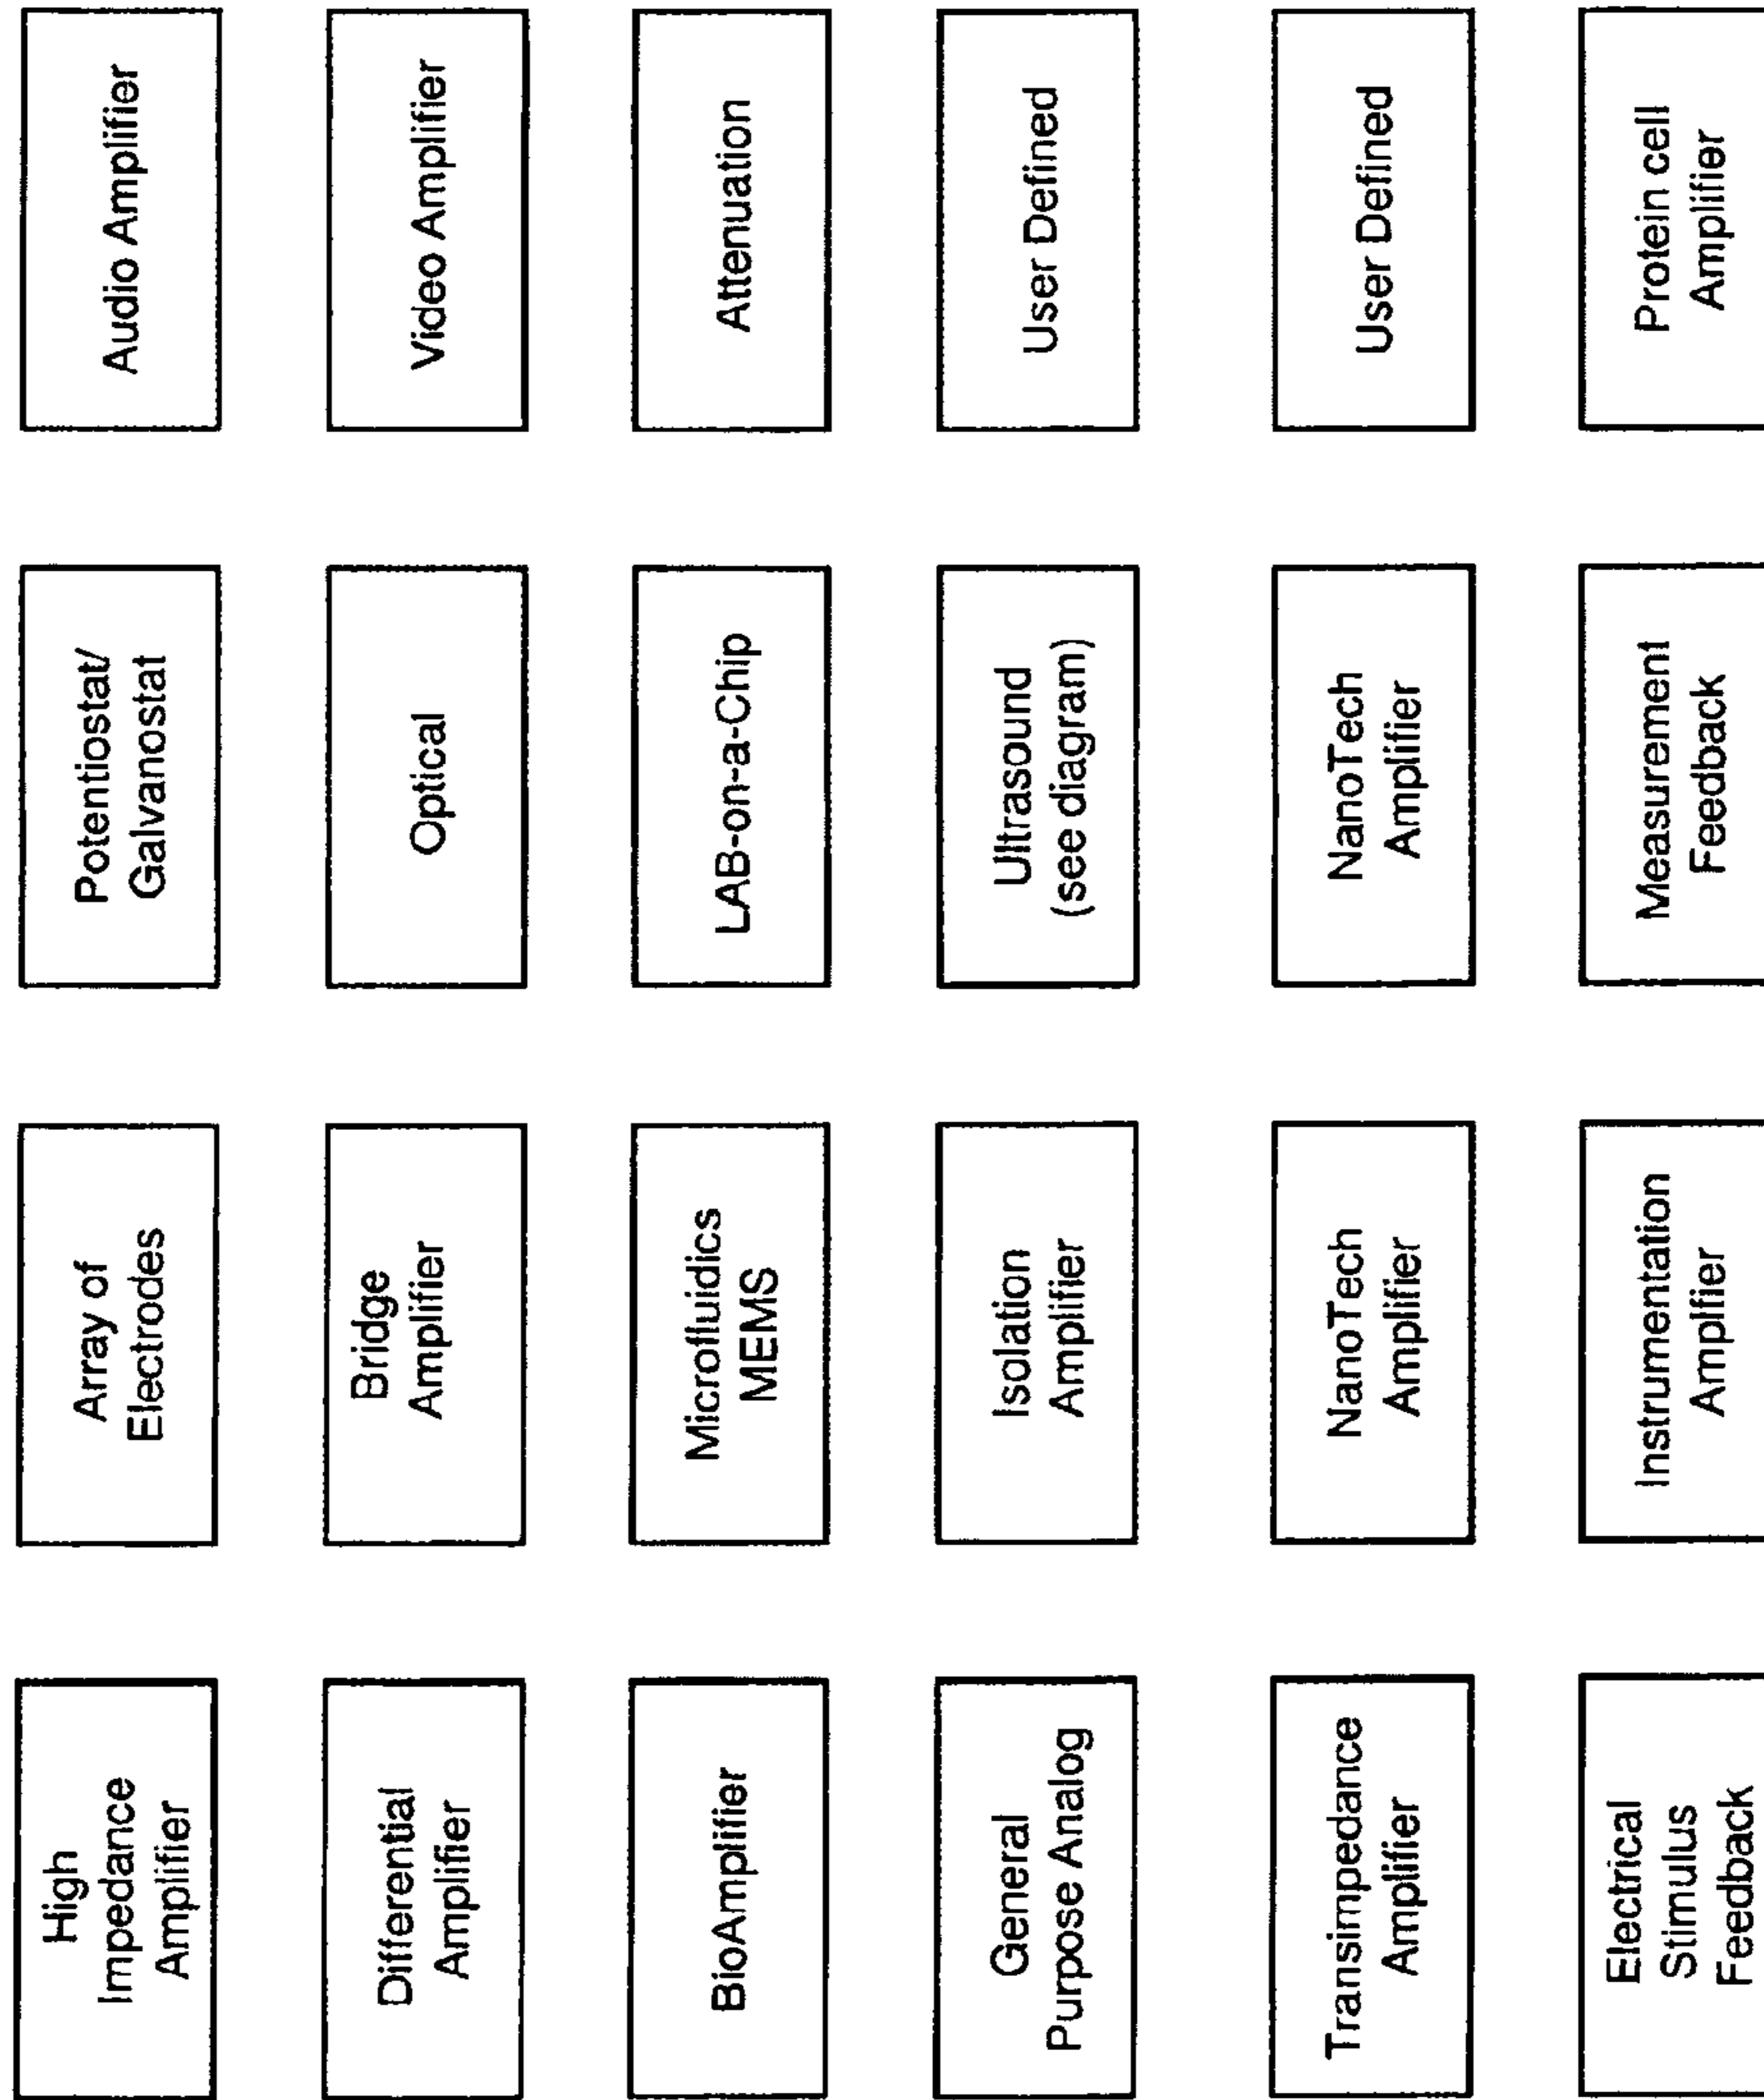 High
Impedance
Amplifier
Array of
Electrodes
Potentiostat/
Galvanostat
Audio Amplifier
Differential
Amplifier
Bridge
Amplifier
Optical
Video Amplifier
BioAmplifier
Microfluidics
MEMS
LAB-on-a-Chip
Attenuation
General
Purpose Analog
Isolation
Amplifier
Ultrasound
(see diagram)
User Defined
Transimpedance
Amplifier
NanoTech
Amplifier
NanoTech
Amplifier
User Defined
Electrical
Stimulus
Feedback
Instrumentation
Amplifier
Measurement
Feedback
Protein cell
Amplifier